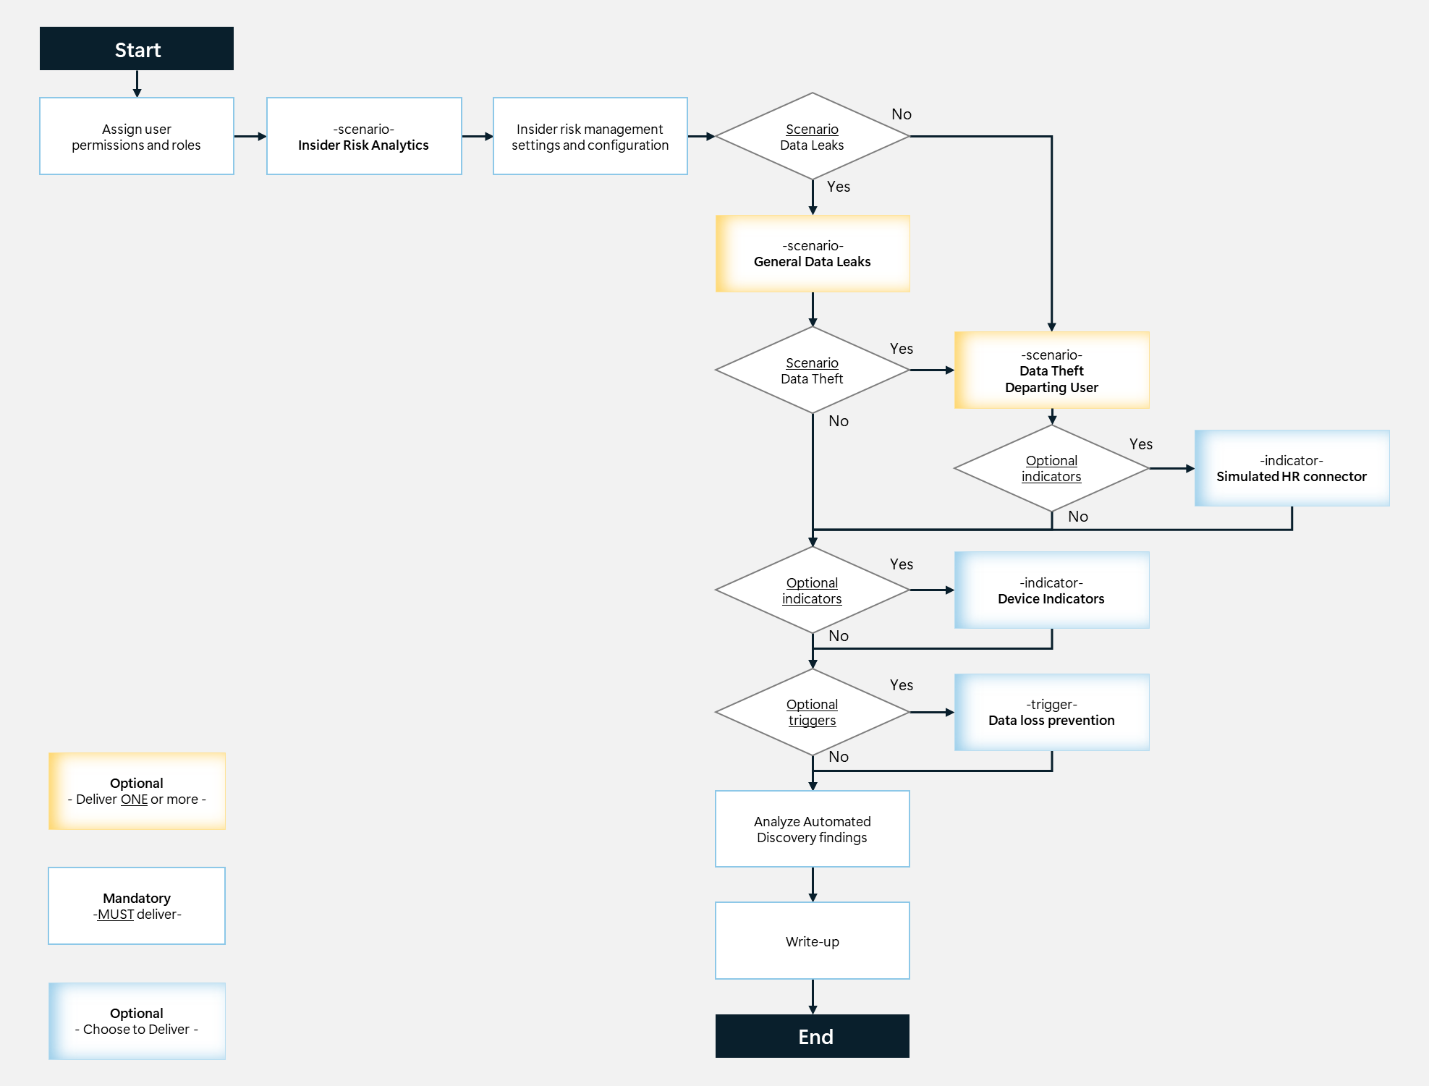 Start
Assign user
permissions and roles
-scenario-
Insider Risk Analytics
Insider risk management
settings and configuration
Scenario
Data Leaks
No
Yes
-scenario-
General Data Leaks
Scenario
Data Theft
Yes
No
-scenario-
Data Theft
Departing User
Optional
indicators
Yes
No
-indicator-
Simulated HR connector
Optional
indicators
Yes
No
-indicator-
Device Indicators
Optional
triggers
Yes
No
-trigger-
Data loss prevention
Analyze Automated
Discovery findings
Write-up
End
Optional
- Deliver ONE or more -
Mandatory
-MUST deliver-
Optional
- Choose to Deliver -